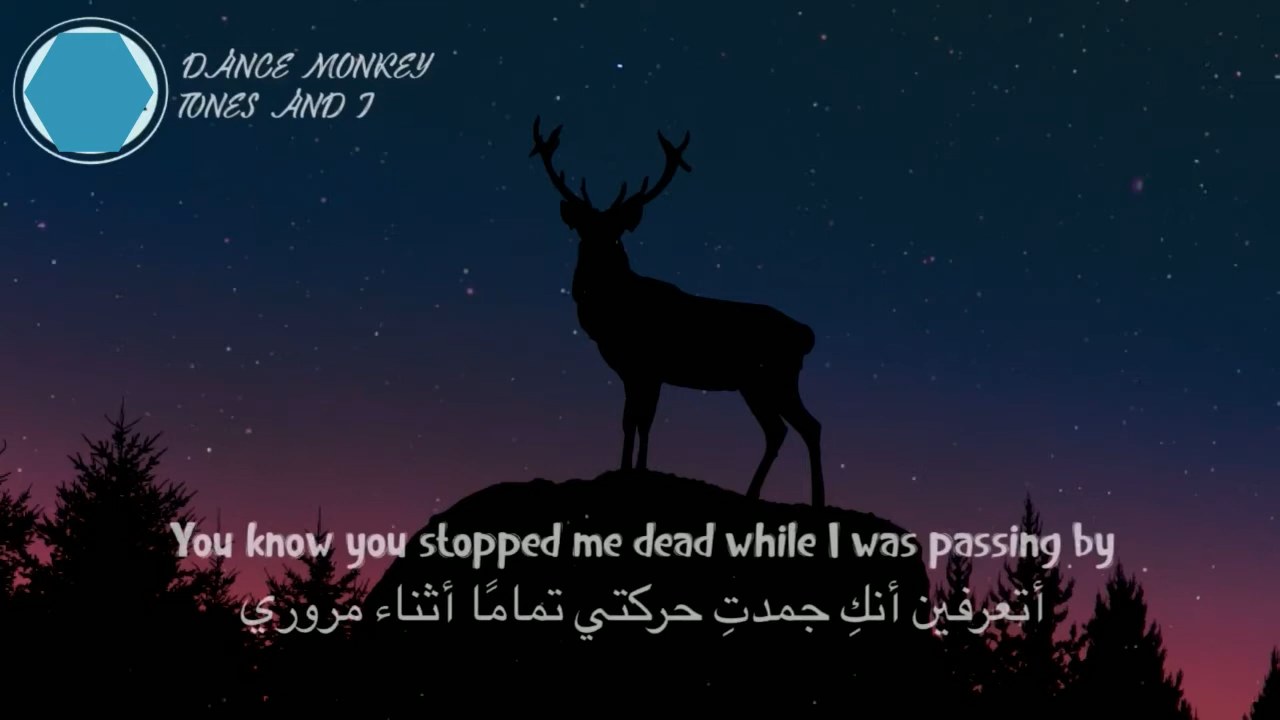 DANCE MONKEY
TONES AND I
You know you stopped me dead while I was passing by
أتعرفين أنكِ جمدتِ حركتي تمامًا أثناء مروري